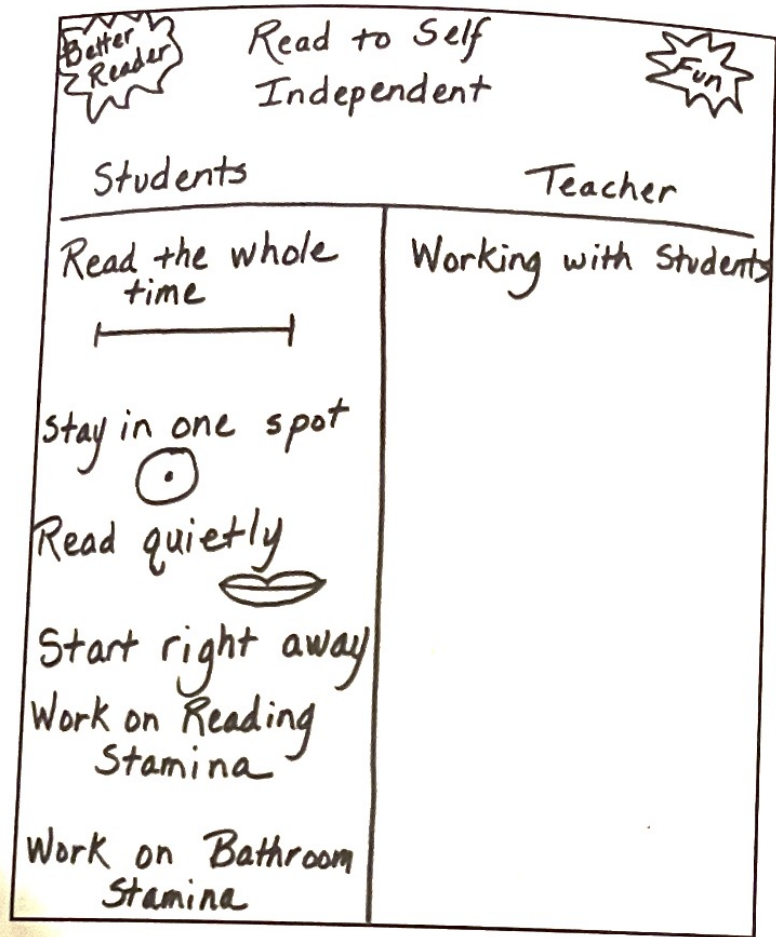 Better
Reader
Read to Self
Independent
Fun
Students
Teacher
Read the whole
time
Stay in one spot
Read quietly
Start right away
Work on Reading
Stamina
Work on Bathroom
Stamina
Working with Students